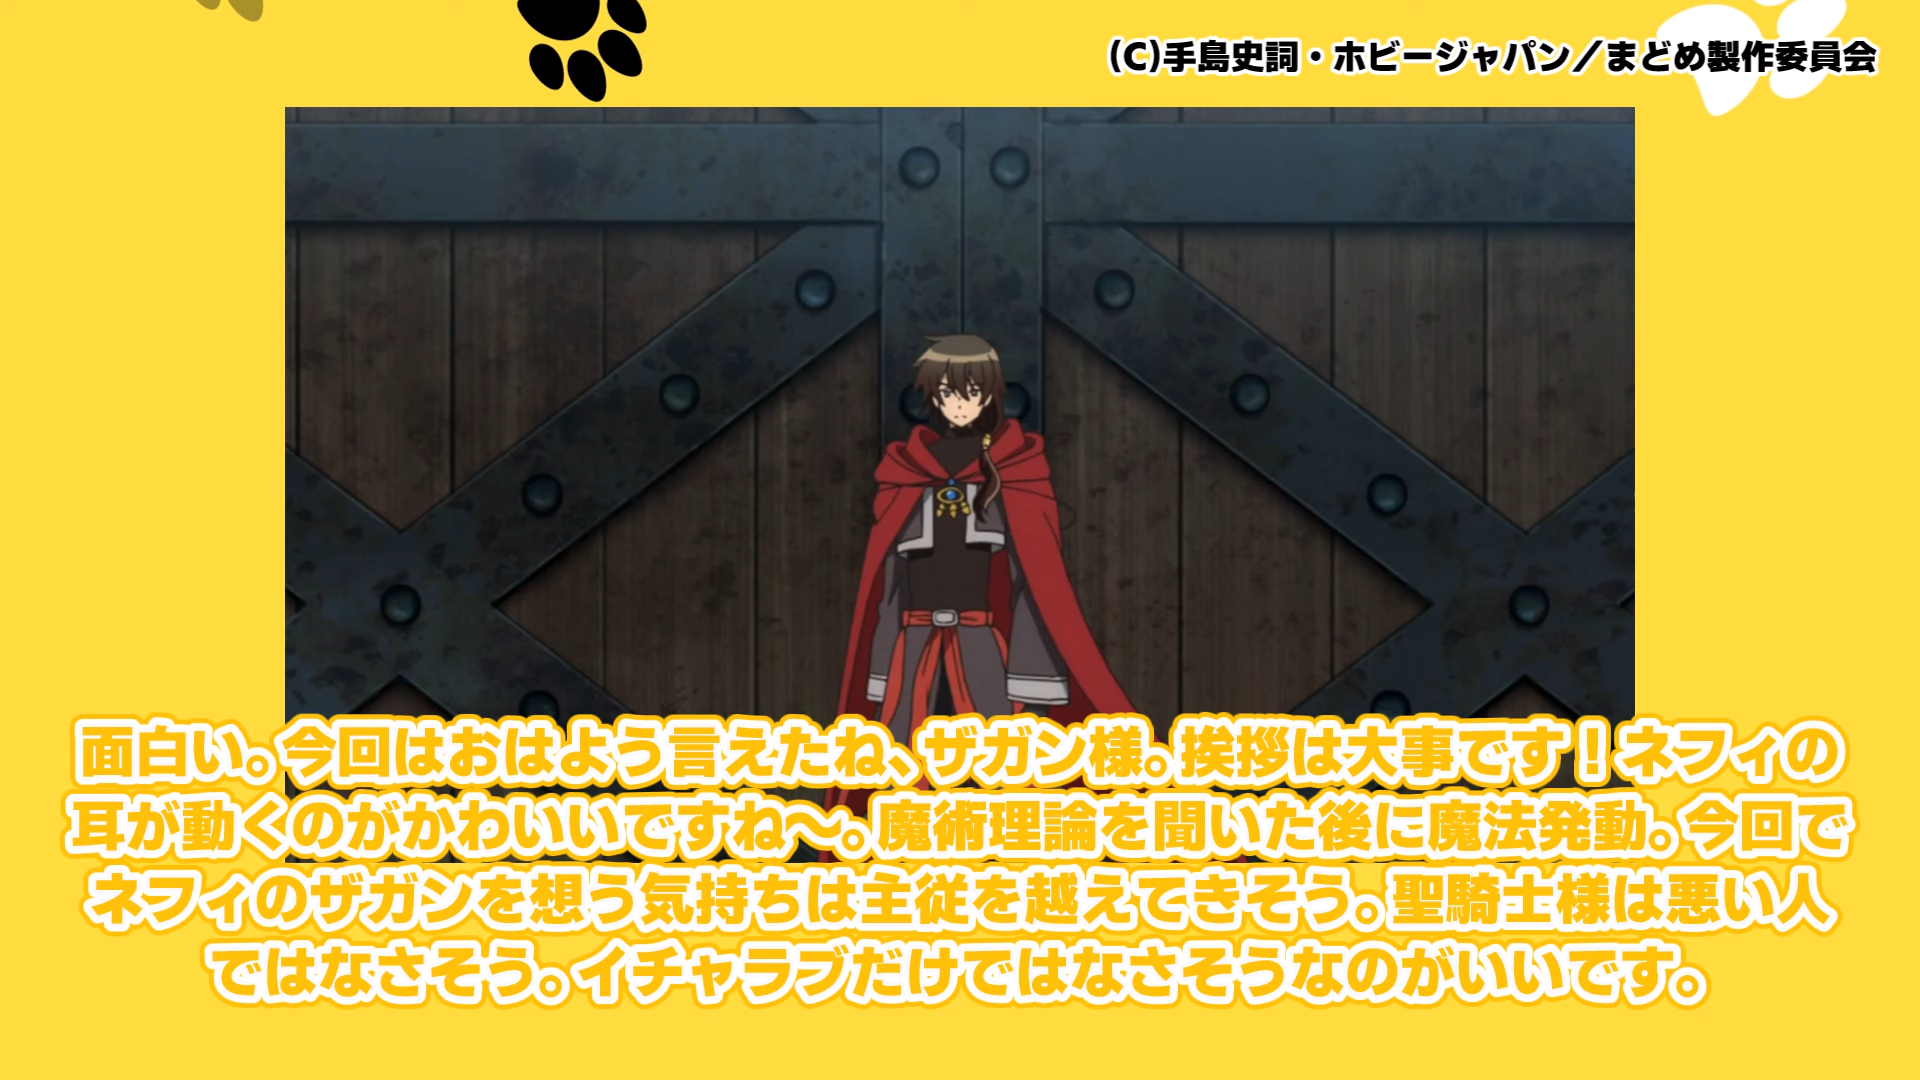 (C)手島史詞・ホビージャパン／まどめ製作委員会
面白い。今回はおはよう言えたね、ザガン様。挨拶は大事です！ネフィの
耳が動くのがかわいいですね〜。魔術理論を聞いた後に魔法発動。今回で
ネフィのザガンを想う気持ちは主従を越えてきそう。聖騎士様は悪い人
ではなさそう。イチャラブだけではなさそうなのがいいです。